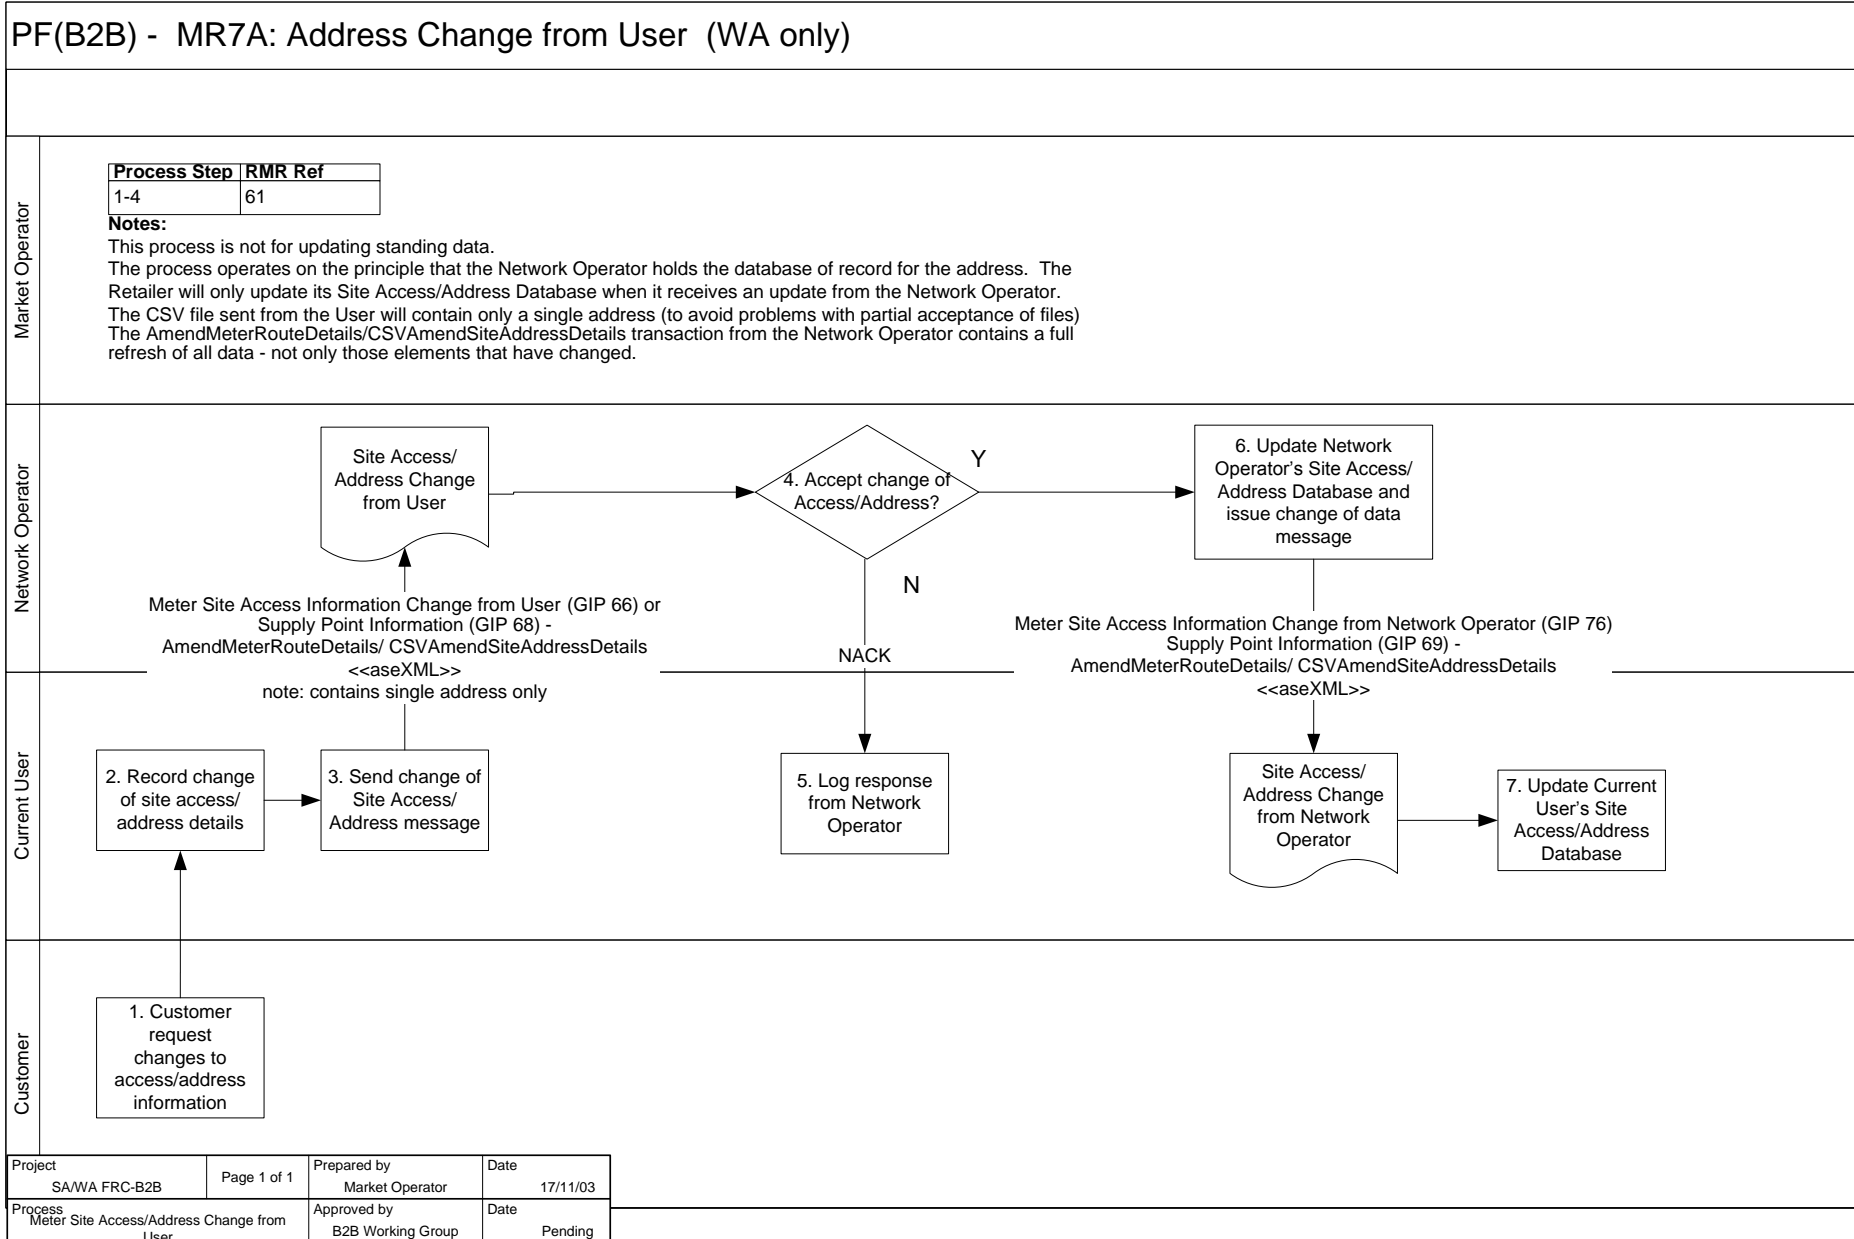 PF(B2B) - MR7A: Address Change from User (WA only)
Market Operator
Process Step RMR Ref
1-4 61
Notes:
This process is not for updating standing data.
The process operates on the principle that the Network Operator holds the database of record for the address. The
Retailer will only update its Site Access/Address Database when it receives an update from the Network Operator.
The CSV file sent from the User will contain only a single address (to avoid problems with partial acceptance of files)
The AmendMeterRouteDetails/CSVAmendSiteAddressDetails transaction from the Network Operator contains a full
refresh of all data - not only those elements that have changed.
Network Operator
Site Access/
Address Change
from User
4. Accept change of
Access/Address?
Y
N
6. Update Network
Operator's Site Access/
Address Database and
issue change of data
message
Meter Site Access Information Change from User (GIP 66) or
Supply Point Information (GIP 68) -
AmendMeterRouteDetails/ CSVAmendSiteAddressDetails
<<aseXML>>
note: contains single address only
NACK
Meter Site Access Information Change from Network Operator (GIP 76)
Supply Point Information (GIP 69) -
AmendMeterRouteDetails/ CSVAmendSiteAddressDetails
<<aseXML>>
Current User
2. Record change
of site access/
address details
3. Send change of
Site Access/
Address message
5. Log response
from Network
Operator
Site Access/
Address Change
from Network
Operator
7. Update Current
User's Site
Access/Address
Database
Customer
1. Customer
request
changes to
access/address
information
Project
SA/WA FRC-B2B
Page 1 of 1
Prepared by
Market Operator
Date
17/11/03
Process
Meter Site Access/Address Change from
User
Approved by
B2B Working Group
Date
Pending